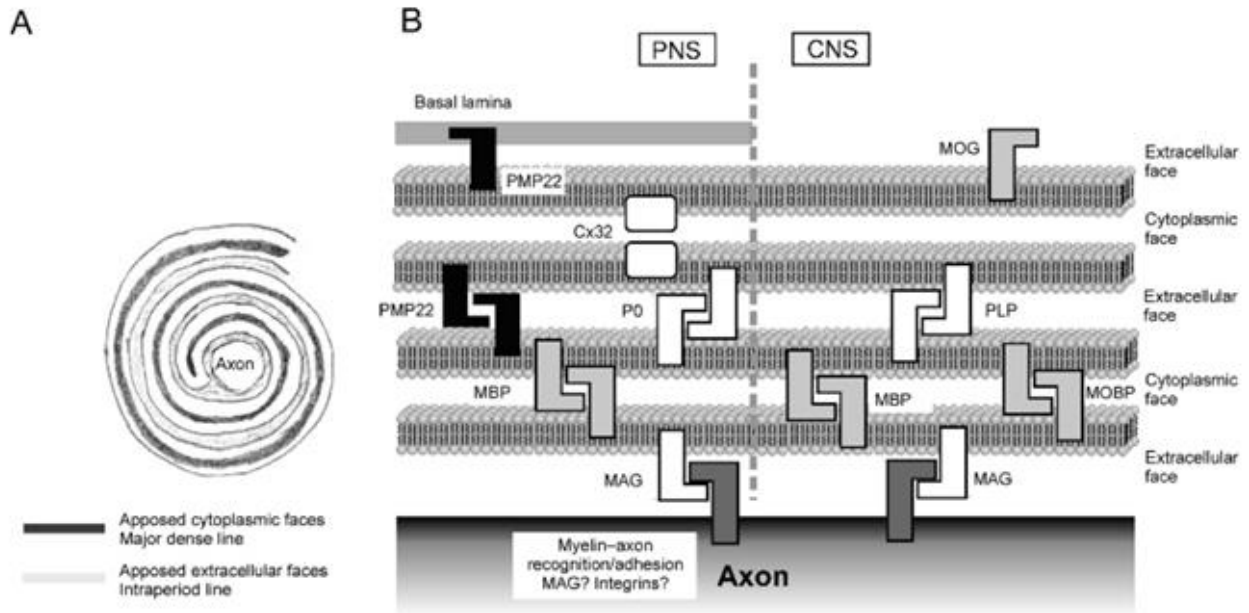 A
B
PNS
CNS
Basal lamina
PMP22
MOG
Extracellular
face
Cx32
Cytoplasmic
face
PMP22
P0
PLP
Extracellular
face
MBP
MBP
MOBP
Cytoplasmic
face
MAG
MAG
Extracellular
face
Axon
Apposed cytoplasmic faces
Major dense line
Apposed extracellular faces
Intraperiod line
Myelin–axon
recognition/adhesion
MAG? Integrins?
Axon